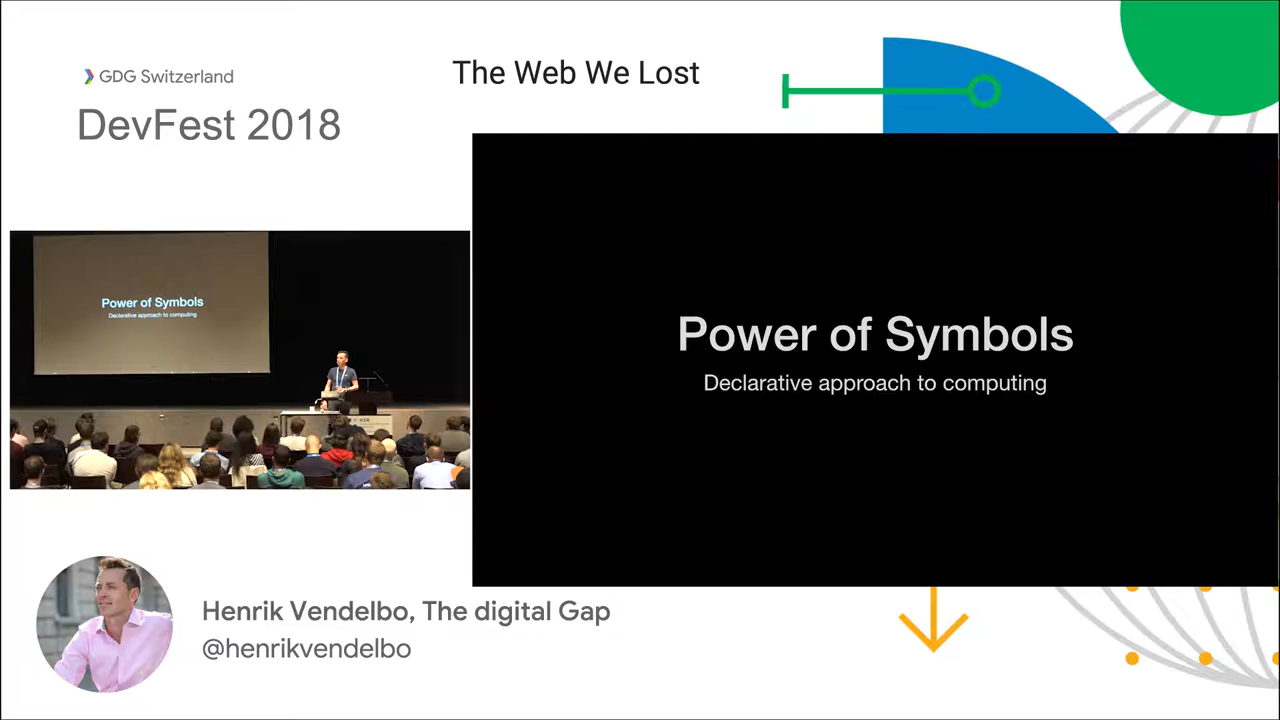 GDG Switzerland
DevFest 2018
The Web We Lost
Power of Symbols
Declarative approach to computing
Power of Symbols
Declarative approach to computing
Henrik Vendelbo, The digital Gap
@henrikvendelbo